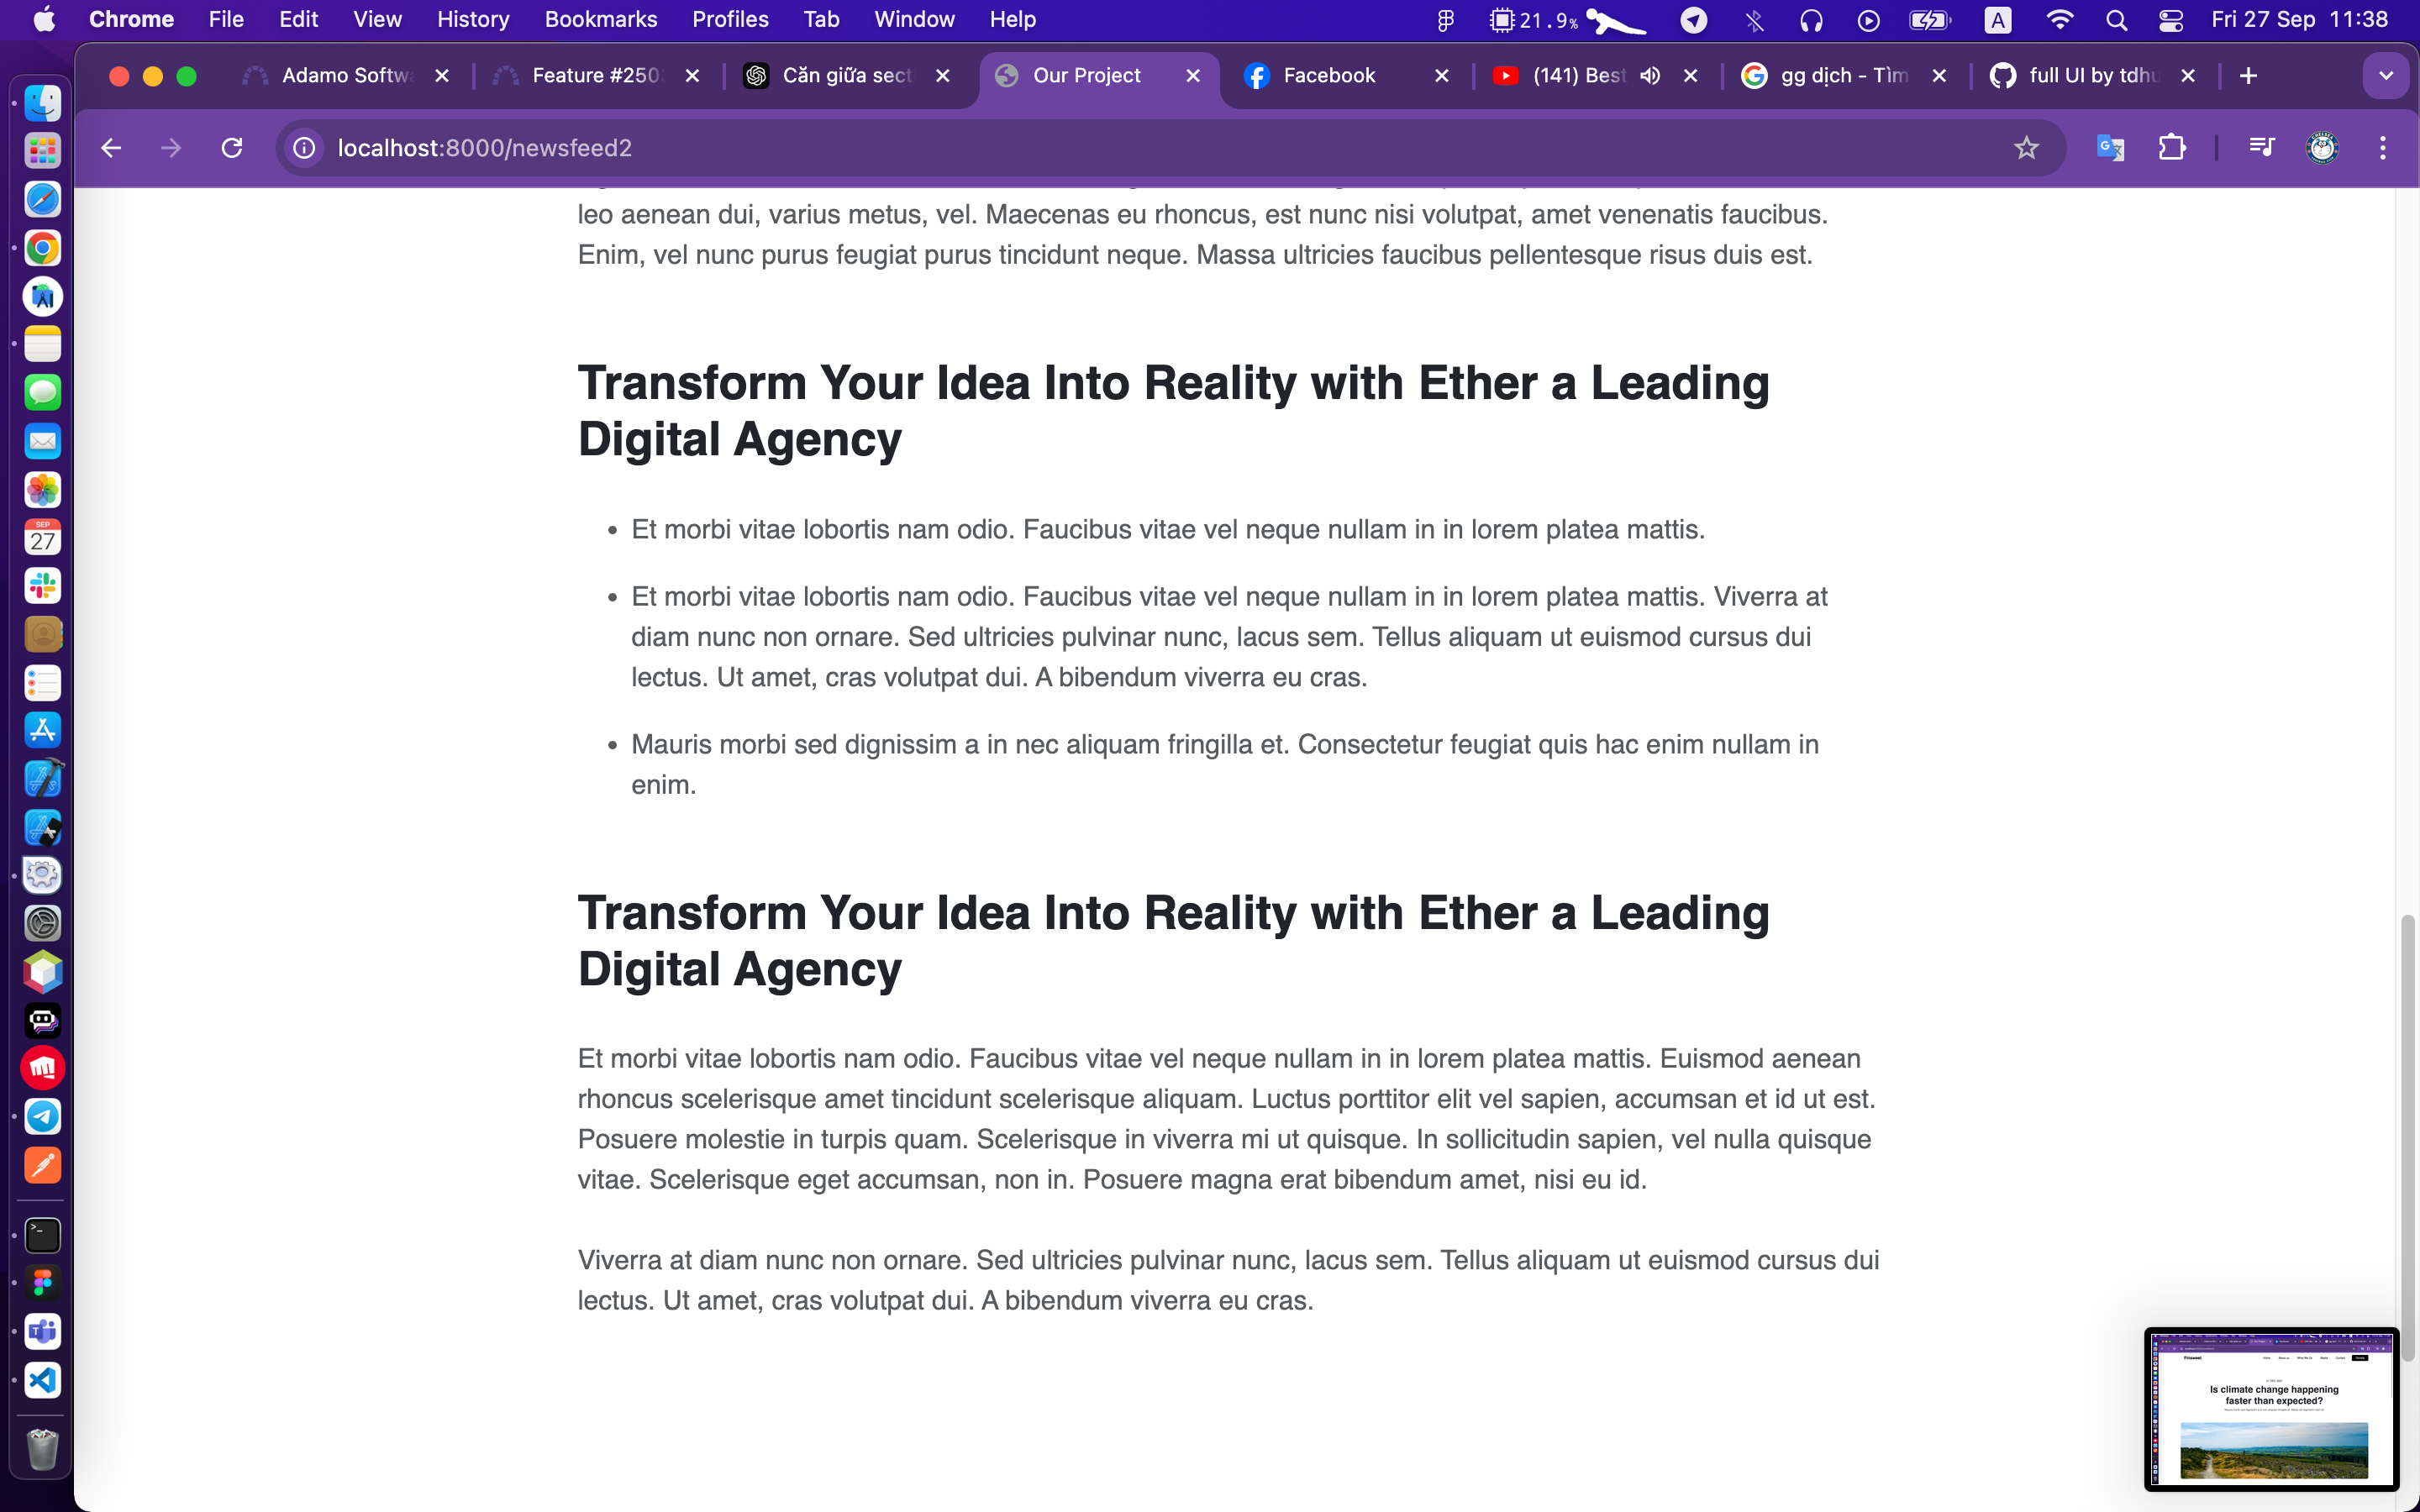 Chrome File Edit View History Bookmarks Profiles Tab Window Help 21.9% A Fri 27 Sep 11:38
Adamo Softw Feature #250 Căn giữa sect Our Project Facebook (141) Best gg dịch - Tìm full UI by tdhu
localhost:8000/newsfeed2
leo aenean dui, varius metus, vel. Maecenas eu rhoncus, est nunc nisi volutpat, amet venenatis faucibus.
Enim, vel nunc purus feugiat purus tincidunt neque. Massa ultricies faucibus pellentesque risus duis est.
Transform Your Idea Into Reality with Ether a Leading
Digital Agency
• Et morbi vitae lobortis nam odio. Faucibus vitae vel neque nullam in in lorem platea mattis.
• Et morbi vitae lobortis nam odio. Faucibus vitae vel neque nullam in in lorem platea mattis. Viverra at
diam nunc non ornare. Sed ultricies pulvinar nunc, lacus sem. Tellus aliquam ut euismod cursus dui
lectus. Ut amet, cras volutpat dui. A bibendum viverra eu cras.
• Mauris morbi sed dignissim a in nec aliquam fringilla et. Consectetur feugiat quis hac enim nullam in
enim.
Transform Your Idea Into Reality with Ether a Leading
Digital Agency
Et morbi vitae lobortis nam odio. Faucibus vitae vel neque nullam in in lorem platea mattis. Euismod aenean
rhoncus scelerisque amet tincidunt scelerisque aliquam. Luctus porttitor elit vel sapien, accumsan et id ut est.
Posuere molestie in turpis quam. Scelerisque in viverra mi ut quisque. In sollicitudin sapien, vel nulla quisque
vitae. Scelerisque eget accumsan, non in. Posuere magna erat bibendum amet, nisi eu id.
Viverra at diam nunc non ornare. Sed ultricies pulvinar nunc, lacus sem. Tellus aliquam ut euismod cursus dui
lectus. Ut amet, cras volutpat dui. A bibendum viverra eu cras.
SEP
27
Is climate change happening
faster than expected?